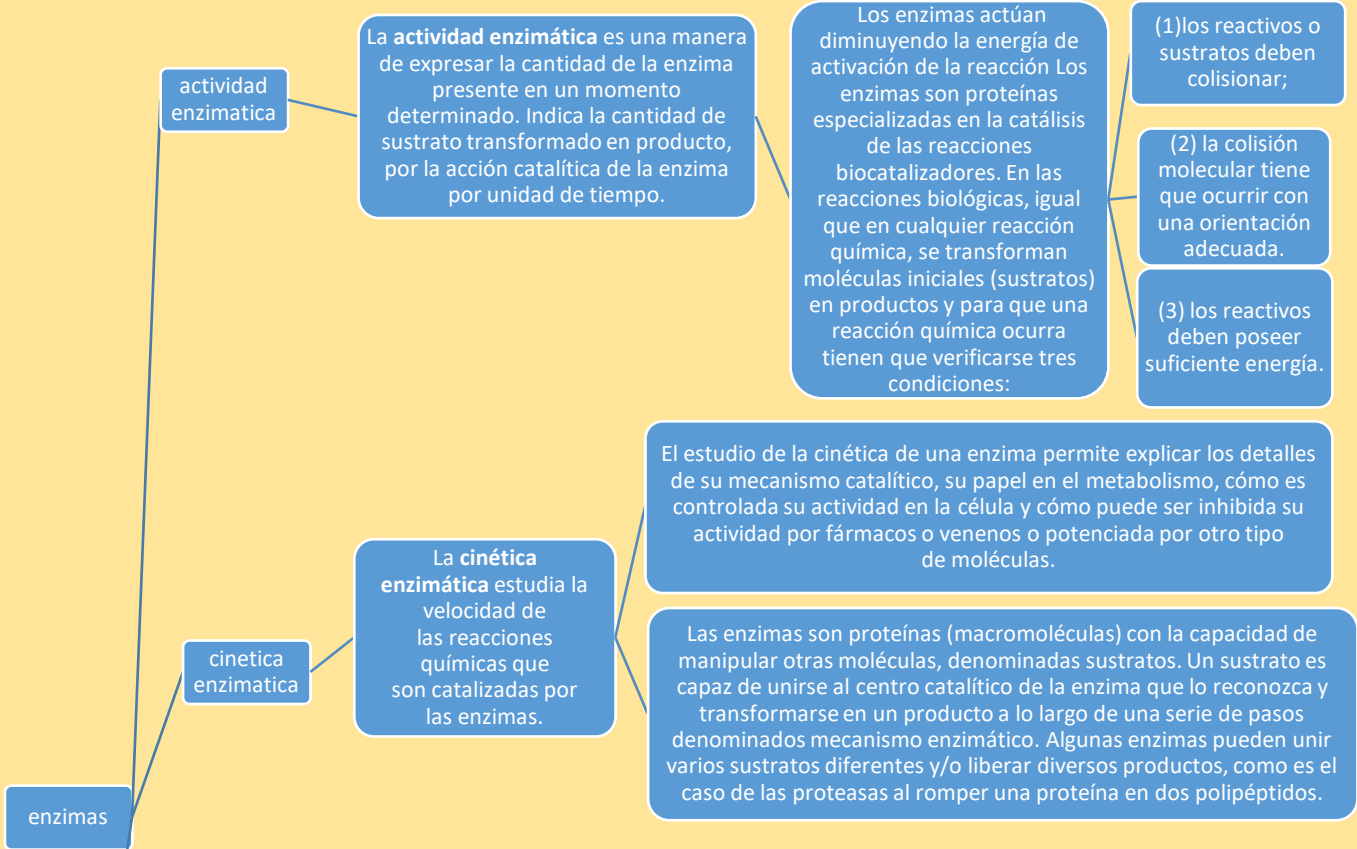 actividad
enzimatica
La actividad enzimática es una manera
de expresar la cantidad de la enzima
presente en un momento
determinado. Indica la cantidad de
sustrato transformado en producto,
por la acción catalítica de la enzima
por unidad de tiempo.
Los enzimas actúan
diminuyendo la energía de
activación de la reacción Los
enzimas son proteínas
especializadas en la catálisis
de las reacciones
biocatalizadores. En las
reacciones biológicas, igual
que en cualquier reacción
química, se transforman
moléculas iniciales (sustratos)
en productos y para que una
reacción química ocurra
tienen que verificarse tres
condiciones:
(1)los reactivos o
sustratos deben
colisionar;
(2) la colisión
molecular tiene
que ocurrir con
una orientación
adecuada.
(3) los reactivos
deben poseer
suficiente energía.
cinetica
enzimatica
La cinética
enzimática estudia la
velocidad de
las reacciones
químicas que
son catalizadas por
las enzimas.
El estudio de la cinética de una enzima permite explicar los detalles
de su mecanismo catalítico, su papel en el metabolismo, cómo es
controlada su actividad en la célula y cómo puede ser inhibida su
actividad por fármacos o venenos o potenciada por otro tipo
de moléculas.
Las enzimas son proteínas (macromoléculas) con la capacidad de
manipular otras moléculas, denominadas sustratos. Un sustrato es
capaz de unirse al centro catalítico de la enzima que lo reconozca y
transformarse en un producto a lo largo de una serie de pasos
denominados mecanismo enzimático. Algunas enzimas pueden unir
varios sustratos diferentes y/o liberar diversos productos, como es el
caso de las proteasas al romper una proteína en dos polipéptidos.
enzimas